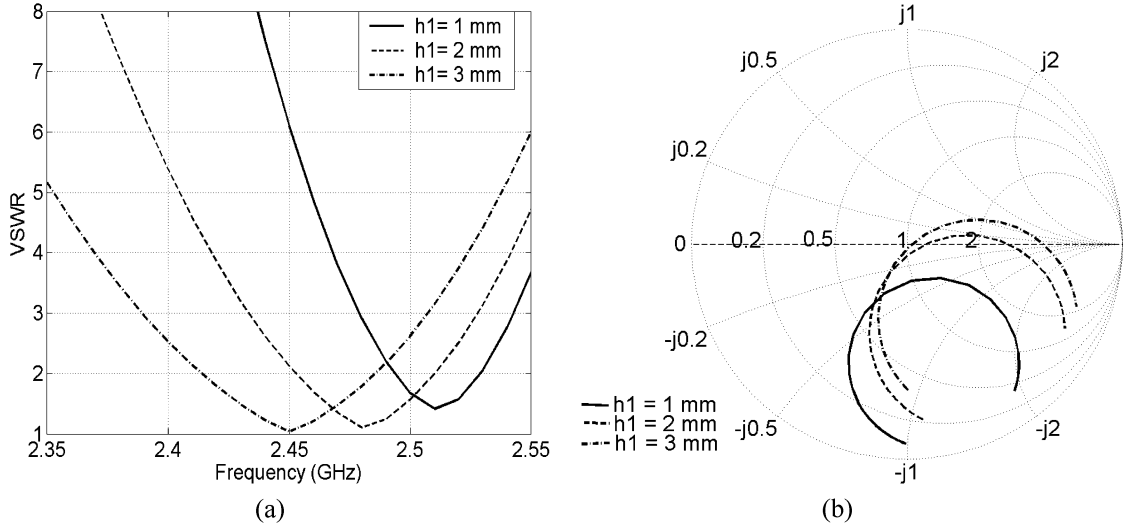 8
7
6
5
4
3
2
1
VSWR
h1= 1 mm
h1= 2 mm
h1= 3 mm
2.35
2.4
2.45
2.5
2.55
Frequency (GHz)
(a)
j1
j0.5
j2
j0.2
0
0.2
0.5
1
2
-j0.2
-j0.5
-j2
-j1
h1 = 1 mm
h1 = 2 mm
h1 = 3 mm
(b)